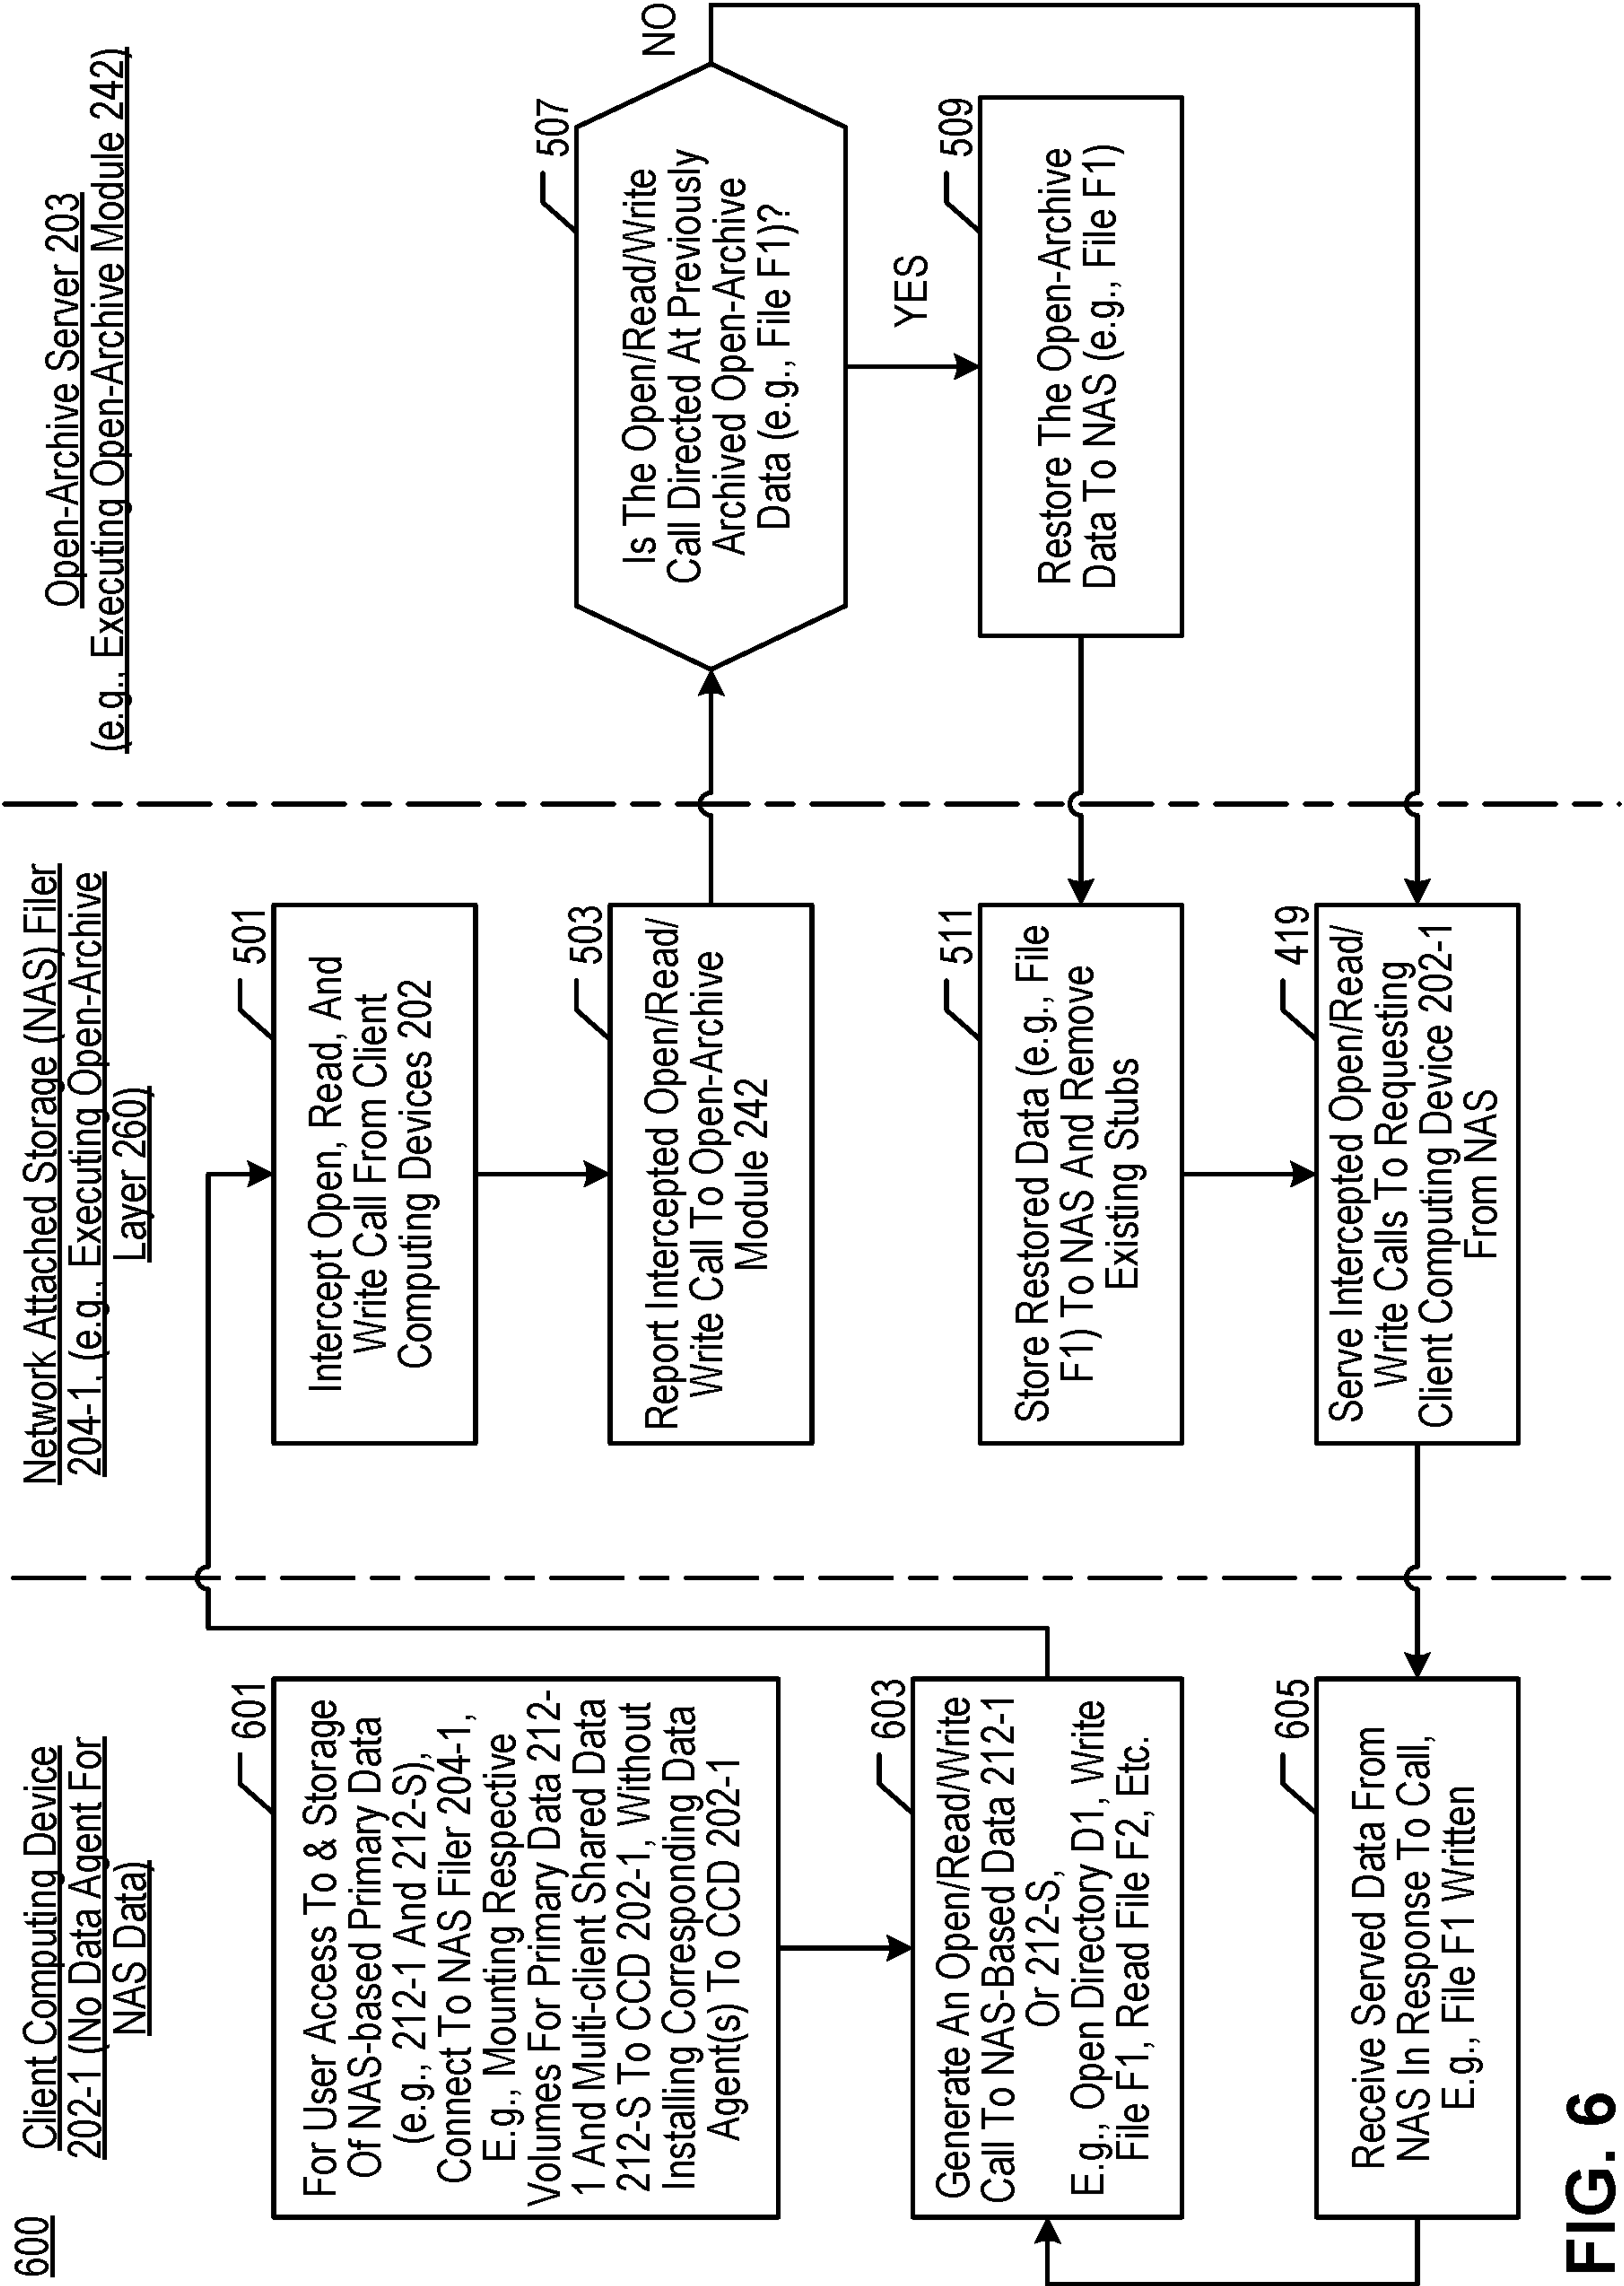 600
Client Computing Device
202-1 (No Data Agent For
NAS Data)
Network Attached Storage (NAS) Filer
204-1, (e.g., Executing Open-Archive
Layer 260)
Open-Archive Server 203
(e.g., Executing Open-Archive Module 242)
601
For User Access To & Storage
Of NAS-based Primary Data
(e.g., 212-1 And 212-S),
Connect To NAS Filer 204-1,
E.g., Mounting Respective
Volumes For Primary Data 212-
1 And Multi-client Shared Data
212-S To CCD 202-1, Without
Installing Corresponding Data
Agent(s) To CCD 202-1
603
Generate An Open/Read/Write
Call To NAS-Based Data 212-1
Or 212-S,
E.g., Open Directory D1, Write
File F1, Read File F2, Etc.
501
Intercept Open, Read, And
Write Call From Client
Computing Devices 202
503
Report Intercepted Open/Read/
Write Call To Open-Archive
Module 242
507
Is The Open/Read/Write
Call Directed At Previously
Archived Open-Archive
Data (e.g., File F1)?
NO
YES
509
Restore The Open-Archive
Data To NAS (e.g., File F1)
511
Store Restored Data (e.g., File
F1) To NAS And Remove
Existing Stubs
419
Serve Intercepted Open/Read/
Write Calls To Requesting
Client Computing Device 202-1
From NAS
605
Receive Served Data From
NAS In Response To Call,
E.g., File F1 Written
FIG. 6